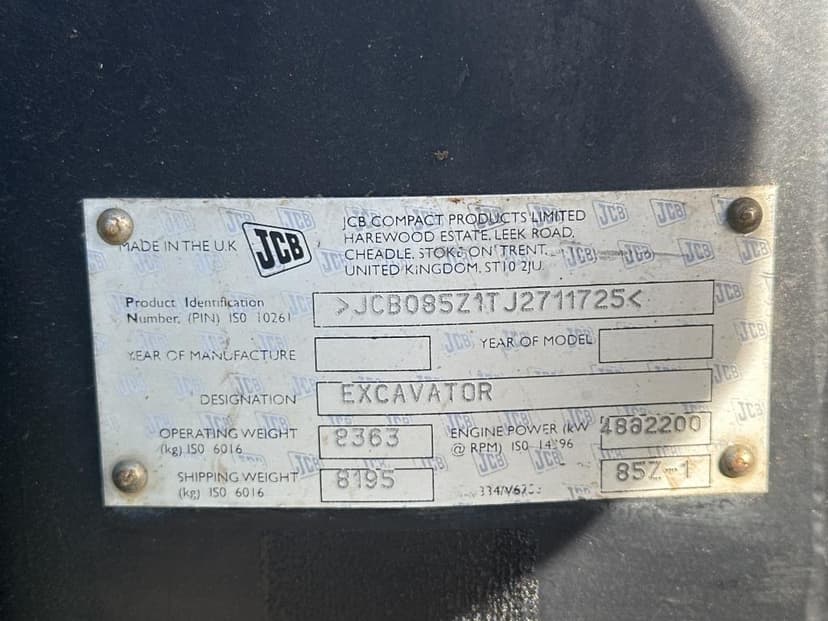 MADE IN THE U.K
JCB
JCB COMPACT PRODUCTS LIMITED
HAREWOOD ESTATE, LEEK ROAD,
CHEADLE, STOKE ON TRENT,
UNITED KINGDOM. ST10 2JU.
Product Identification
Number. (PIN) ISO 10261
>JCB085Z1TJ2711725<
YEAR OF MANUFACTURE
YEAR OF MODEL
DESIGNATION
EXCAVATOR
OPERATING WEIGHT
(kg) ISO 6016
8363
ENGINE POWER (kW
@ RPM) ISO
48@2200
SHIPPING WEIGHT
(kg) ISO 6016
8195
85Z-1